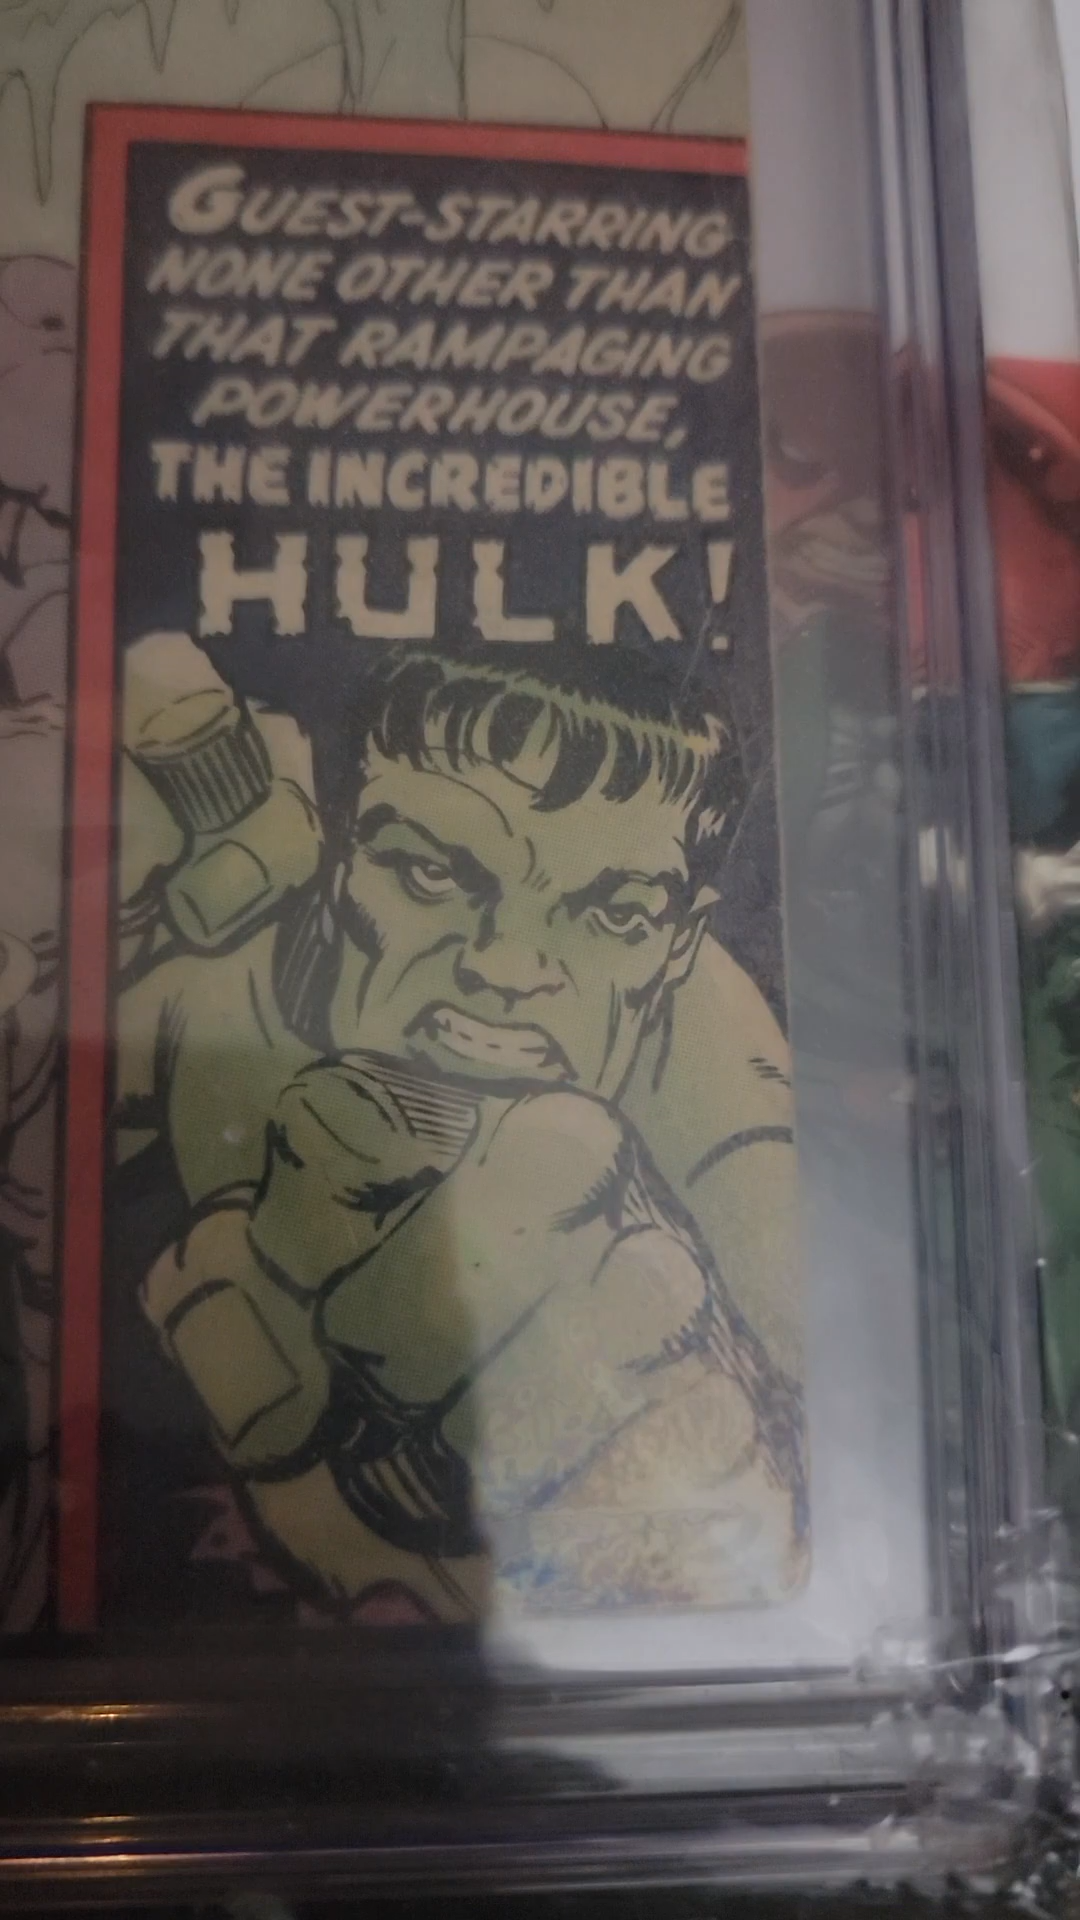 GUEST-STARRING
NONE OTHER THAN
THAT RAMPAGING
POWERHOUSE,
THE INCREDIBLE
HULK!